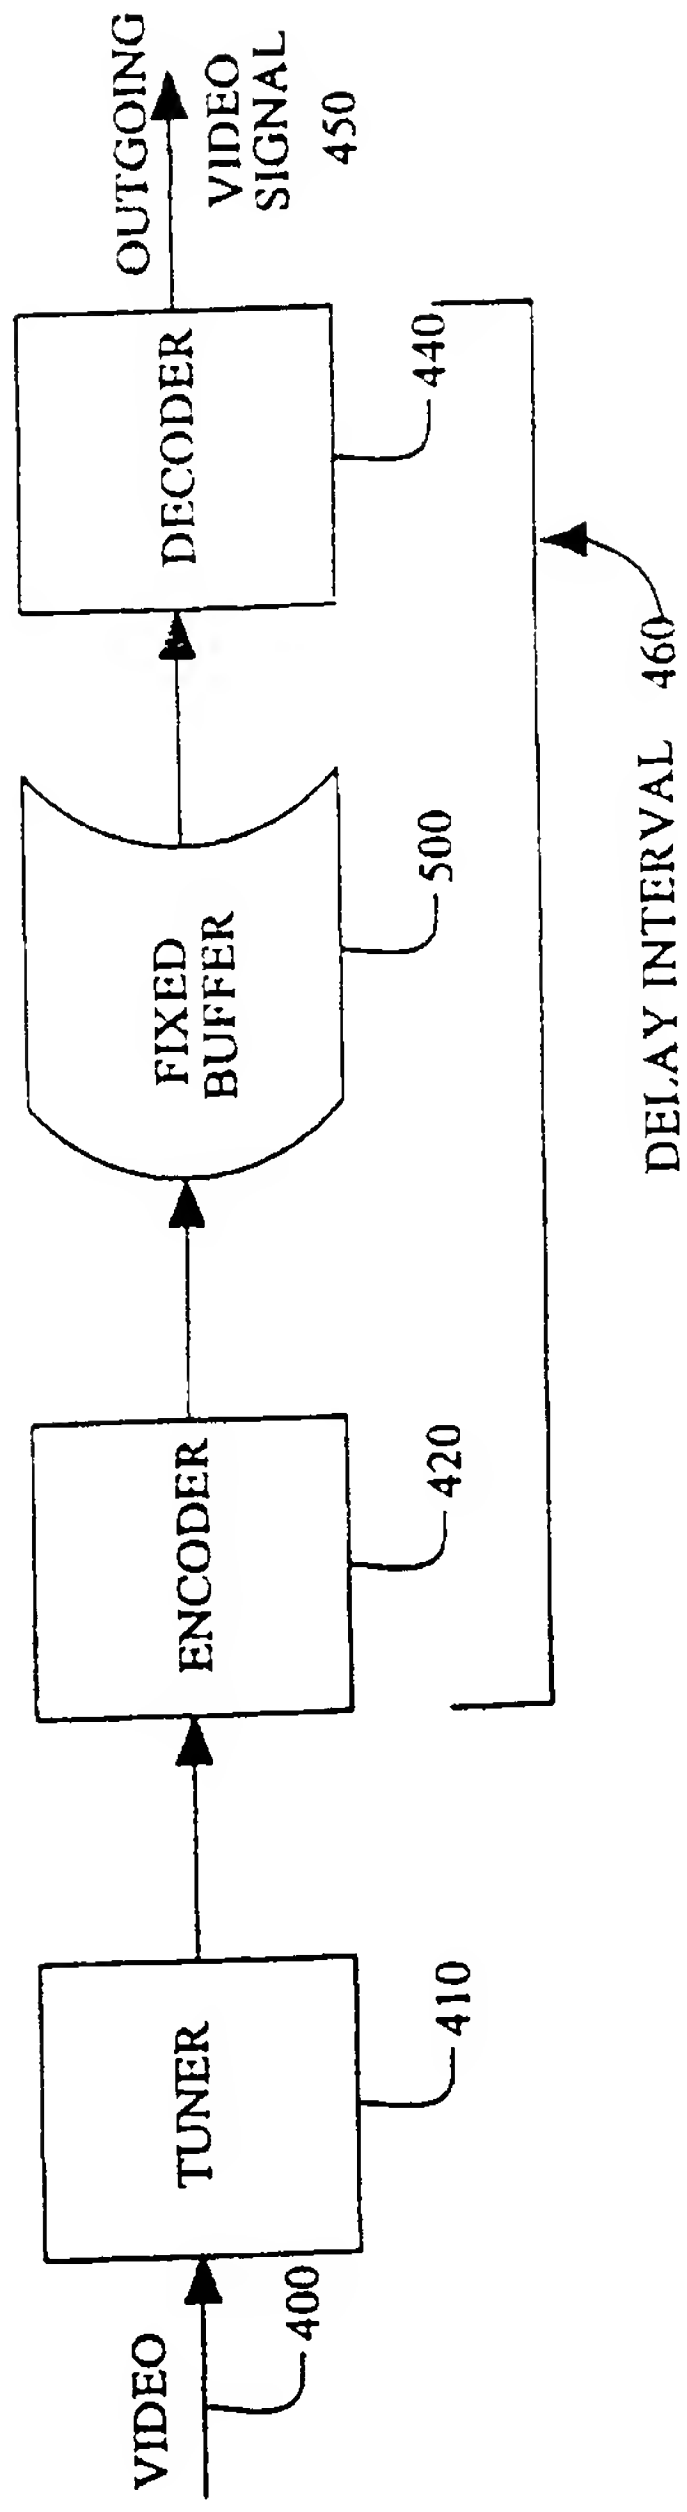 VIDEO
400
TUNER
410
ENCODER
420
FIXED
BUFFER
500
DECODER
440
OUTGOING
VIDEO
SIGNAL
450
DELAY INTERVAL 460